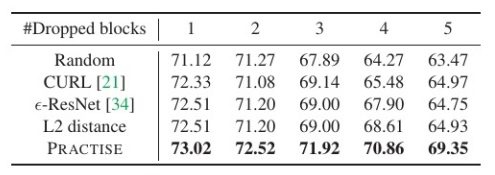 #Dropped blocks 1 2 3 4 5
Random 71.12 71.27 67.89 64.27 63.47
CURL [21] 72.33 71.08 69.14 65.48 64.97
ϵ-ResNet [34] 72.51 71.20 69.00 67.90 64.75
L2 distance 72.51 71.20 69.00 68.61 64.93
PRACTISE 73.02 72.52 71.92 70.86 69.35